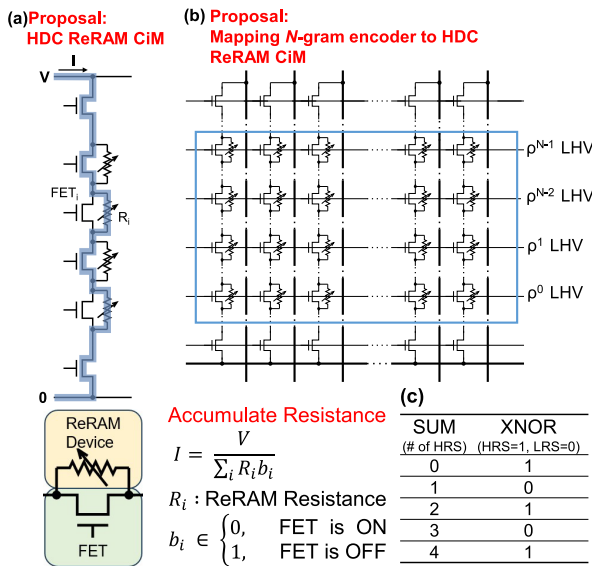 (a) Proposal:
HDC ReRAM CiM
I
V
FETᵢ
Rᵢ
0
ReRAM
Device
FET
(b) Proposal:
Mapping N-gram encoder to HDC
ReRAM CiM
ρᴺ⁻¹ LHV
ρᴺ⁻² LHV
ρ¹ LHV
ρ⁰ LHV
Accumulate Resistance
I = V / ∑ᵢ Rᵢbᵢ
Rᵢ : ReRAM Resistance
bᵢ ∈ { 0, FET is ON
1, FET is OFF
(c)
SUM XNOR
(# of HRS) (HRS=1, LRS=0)
0 1
1 0
2 1
3 0
4 1